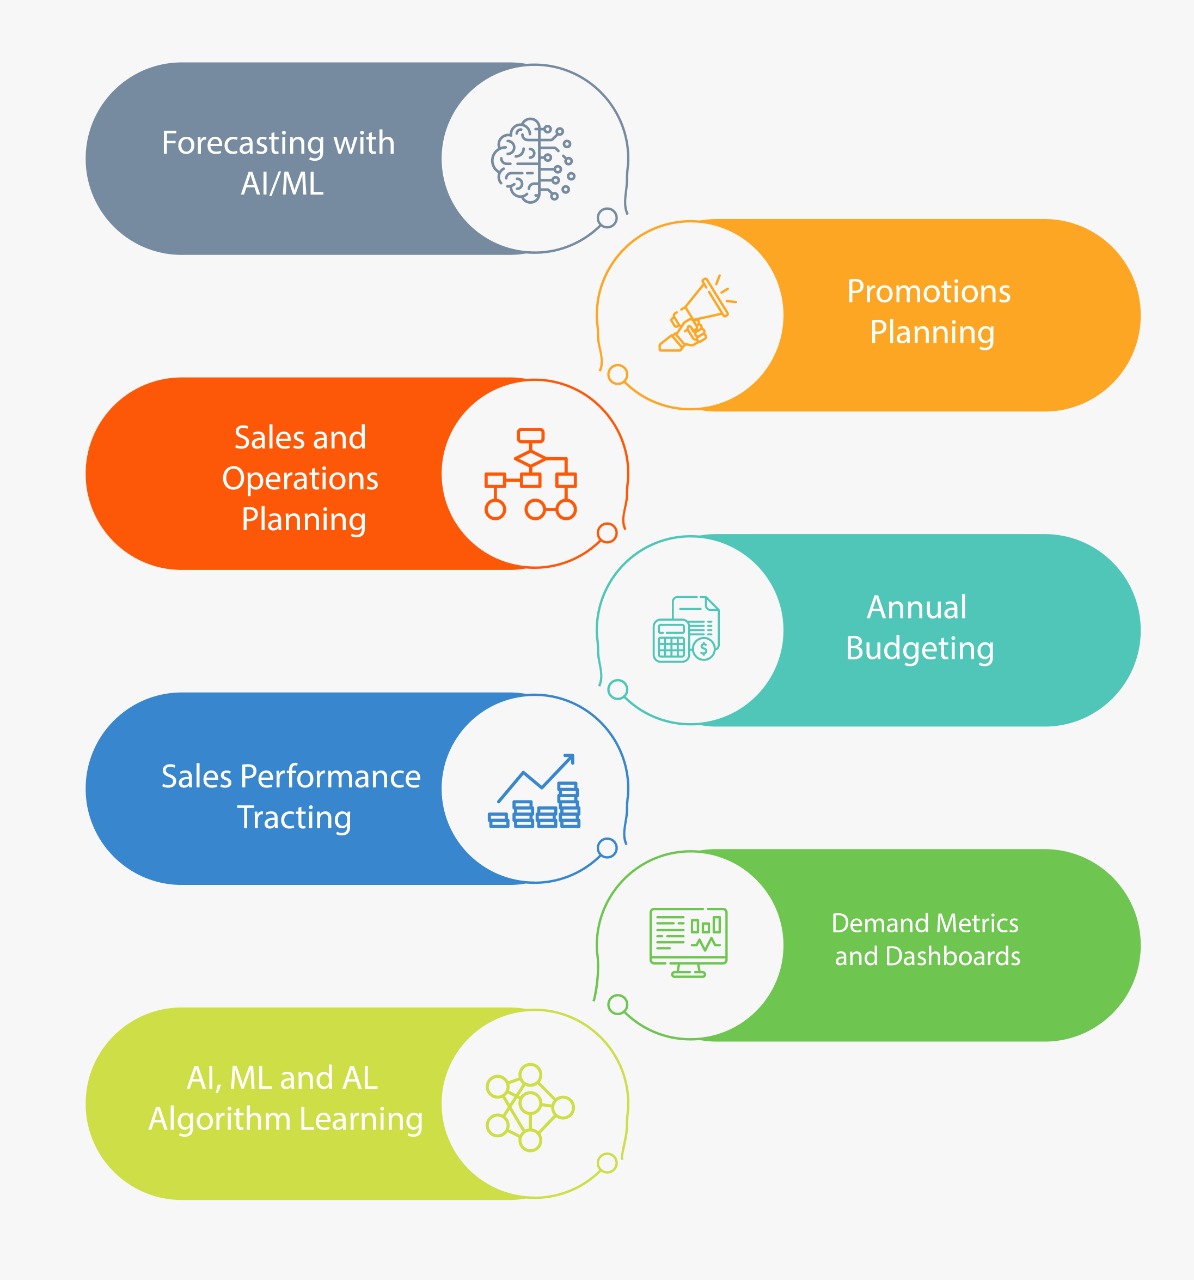 Forecasting with
AI/ML
Promotions
Planning
Sales and
Operations
Planning
Annual
Budgeting
$
Sales Performance
Tracting
Demand Metrics
and Dashboards
AI, ML and AL
Algorithm Learning